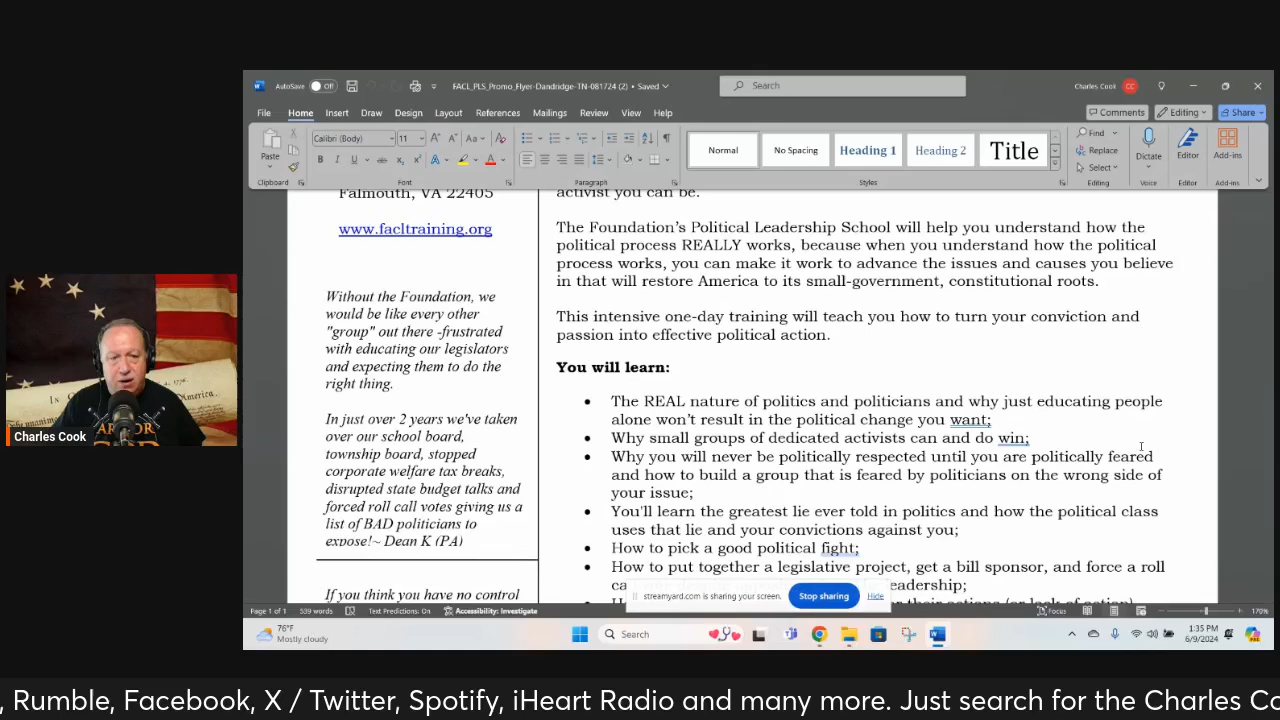 AutoSave Off FACL_PLS_Promo_Flyer-Dandridge-TN-081724 (2) • Saved Search Charles Cook CC
File Home Insert Draw Design Layout References Mailings Review View Help Comments Editing Share
Paste Calibri (Body) 11 Normal No Spacing Heading 1 Heading 2 Title Find Replace Select Dictate Editor Add-ins
Clipboard Font Paragraph Styles Editing Voice Editor Add-ins
Falmouth, VA 22405
www.facltraining.org
Without the Foundation, we
would be like every other
"group" out there -frustrated
with educating our legislators
and expecting them to do the
right thing.
In just over 2 years we've taken
over our school board,
township board, stopped
corporate welfare tax breaks,
disrupted state budget talks and
forced roll call votes giving us a
list of BAD politicians to
expose!~ Dean K (PA)
If you think you have no control
activist you can be.
The Foundation's Political Leadership School will help you understand how the
political process REALLY works, because when you understand how the political
process works, you can make it work to advance the issues and causes you believe
in that will restore America to its small-government, constitutional roots.
This intensive one-day training will teach you how to turn your conviction and
passion into effective political action.
You will learn:
• The REAL nature of politics and politicians and why just educating people
alone won't result in the political change you want;
• Why small groups of dedicated activists can and do win;
• Why you will never be politically respected until you are politically feared
and how to build a group that is feared by politicians on the wrong side of
your issue;
• You'll learn the greatest lie ever told in politics and how the political class
uses that lie and your convictions against you;
• How to pick a good political fight;
• How to put together a legislative project, get a bill sponsor, and force a roll
streamyard.com is sharing your screen. Stop sharing Hide
Page 1 of 1 539 words Text Predictions: On Accessibility: Investigate Focus 170%
76°F
Mostly cloudy
Search
1:35 PM
6/9/2024
Charles Cook
, Rumble, Facebook, X / Twitter, Spotify, iHeart Radio and many more. Just search for the Charles Co